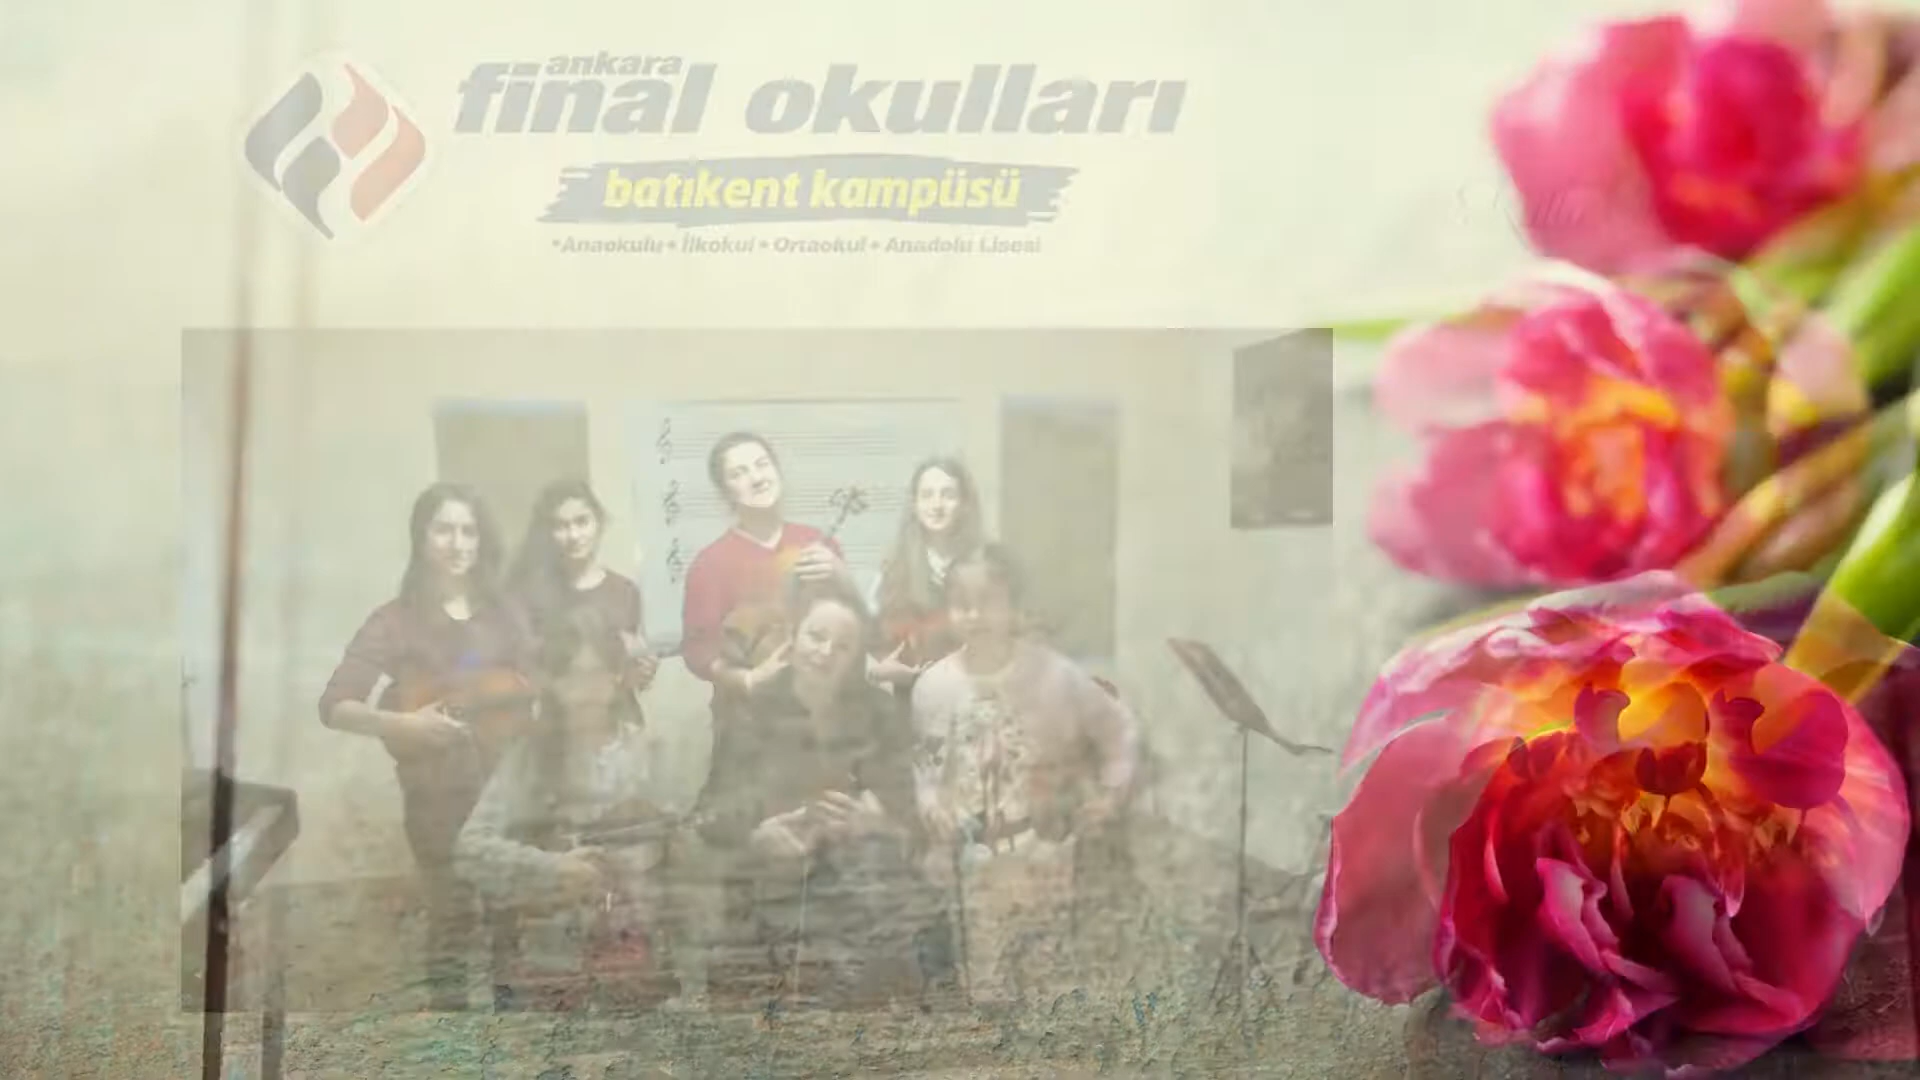 ankara
final okulları
batıkent kampüsü
•Anaokulu • İlkokul • Ortaokul • Anadolu Lisesi